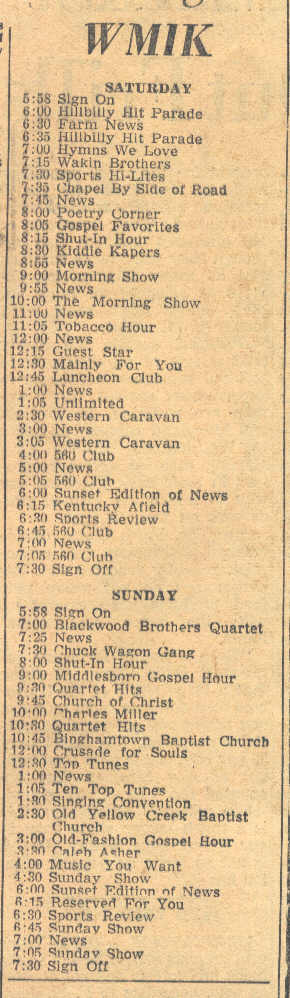 WMIK
SATURDAY
5:58 Sign On
6:00 Hillbilly Hit Parade
6:30 Farm News
6:35 Hillbilly Hit Parade
7:00 Hymns We Love
7:15 Wakin Brothers
7:30 Sports Hi-Lites
7:35 Chapel By Side of Road
7:45 News
8:00 Poetry Corner
8:05 Gospel Favorites
8:15 Shut-In Hour
8:30 Kiddie Kapers
8:55 News
9:00 Morning Show
9:55 News
10:00 The Morning Show
11:00 News
11:05 Tobacco Hour
12:00 News
12:15 Guest Star
12:30 Mainly For You
12:45 Luncheon Club
1:00 News
1:05 Unlimited
2:30 Western Caravan
3:00 News
3:05 Western Caravan
4:00 560 Club
5:00 News
5:05 560 Club
6:00 Sunset Edition of News
6:15 Kentucky Afield
6:30 Sports Review
6:45 560 Club
7:00 News
7:05 560 Club
7:30 Sign Off
SUNDAY
5:58 Sign On
7:00 Blackwood Brothers Quartet
7:25 News
7:30 Chuck Wagon Gang
8:00 Shut-In Hour
9:00 Middlesboro Gospel Hour
9:30 Quartet Hits
9:45 Church of Christ
10:00 Charles Miller
10:30 Quartet Hits
10:45 Binghamtown Baptist Church
12:00 Crusade for Souls
12:30 Top Tunes
1:00 News
1:05 Ten Top Tunes
1:30 Singing Convention
2:30 Old Yellow Creek Baptist
Church
3:00 Old-Fashion Gospel Hour
3:30 Caleb Asher
4:00 Music You Want
4:30 Sunday Show
6:00 Sunset Edition of News
6:15 Reserved For You
6:30 Sports Review
6:45 Sunday Show
7:00 News
7:05 Sunday Show
7:30 Sign Off